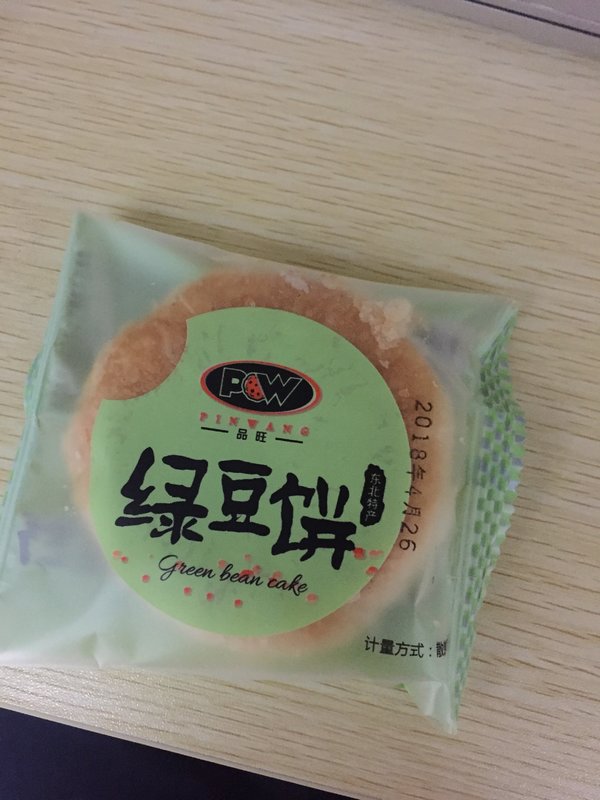 PW
PINWANG
品旺
绿豆饼
东北特产
Green bean cake
2018年4月26
计量方式:散